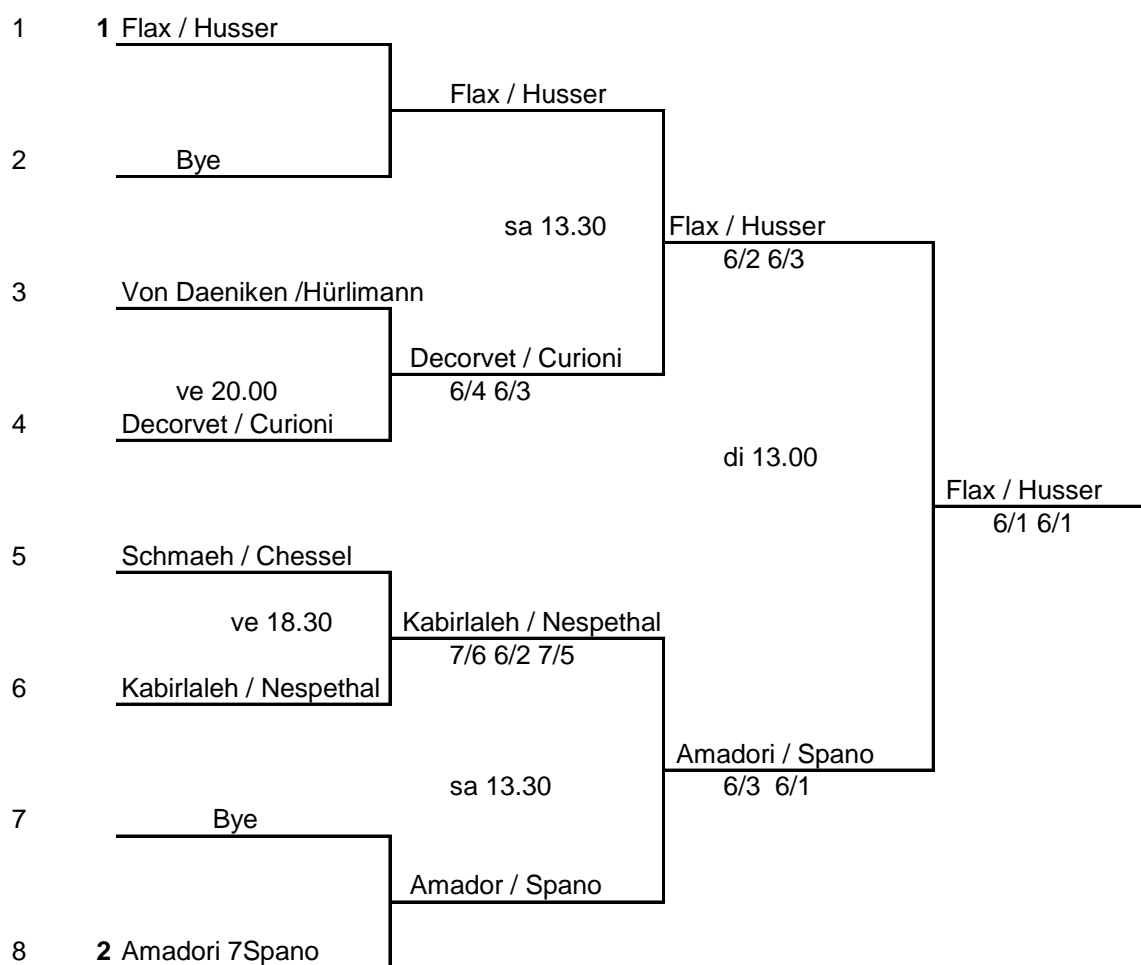 1 1 Flax / Husser
Flax / Husser
2 Bye
sa 13.30 Flax / Husser
6/2 6/3
3 Von Daeniken /Hürlimann
Decorvet / Curioni
ve 20.00 6/4 6/3
4 Decorvet / Curioni
di 13.00
Flax / Husser
6/1 6/1
5 Schmaeh / Chessel
ve 18.30 Kabirlaleh / Nespethal
7/6 6/2 7/5
6 Kabirlaleh / Nespethal
Amadori / Spano
sa 13.30 6/3 6/1
7 Bye
Amador / Spano
8 2 Amadori 7Spano